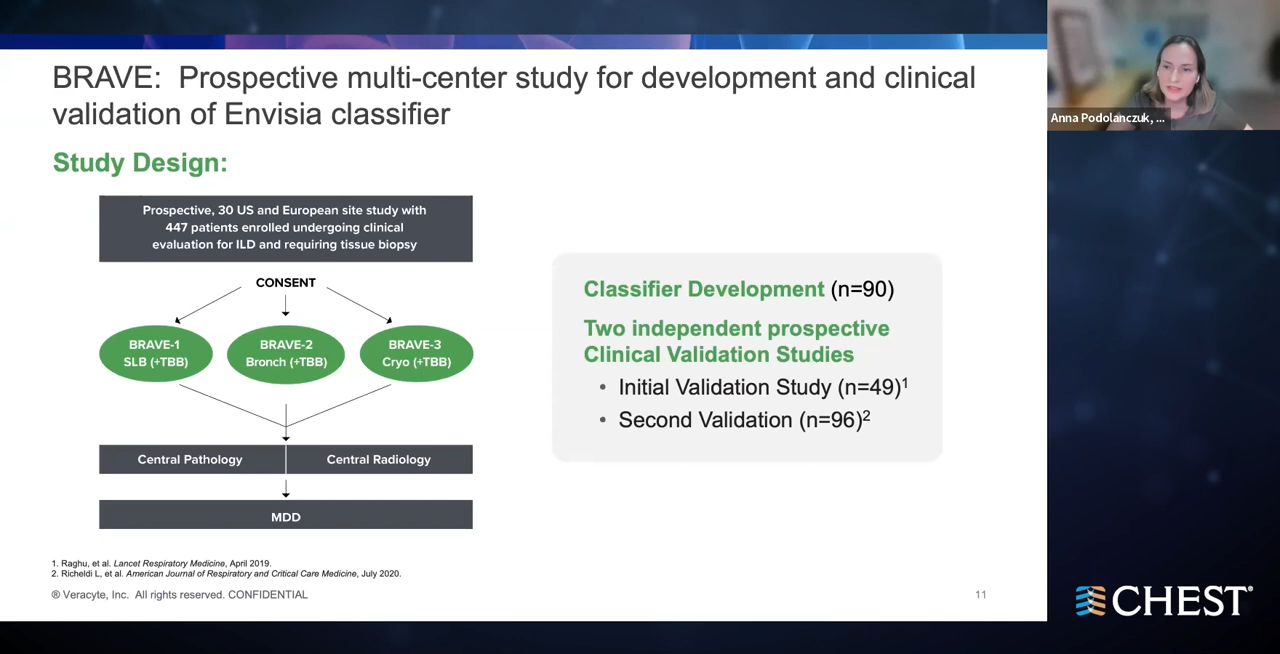 BRAVE: Prospective multi-center study for development and clinical
validation of Envisia classifier
Study Design:
Prospective, 30 US and European site study with
447 patients enrolled undergoing clinical
evaluation for ILD and requiring tissue biopsy
CONSENT
BRAVE-1
SLB (+TBB)
BRAVE-2
Bronch (+TBB)
BRAVE-3
Cryo (+TBB)
Central Pathology
Central Radiology
MDD
Classifier Development (n=90)
Two independent prospective
Clinical Validation Studies
• Initial Validation Study (n=49)¹
• Second Validation (n=96)²
1. Raghu, et al. Lancet Respiratory Medicine, April 2019.
2. Richeldi L, et al. American Journal of Respiratory and Critical Care Medicine, July 2020.
® Veracyte, Inc. All rights reserved. CONFIDENTIAL
11
Anna Podolanczuk, ...
CHEST®